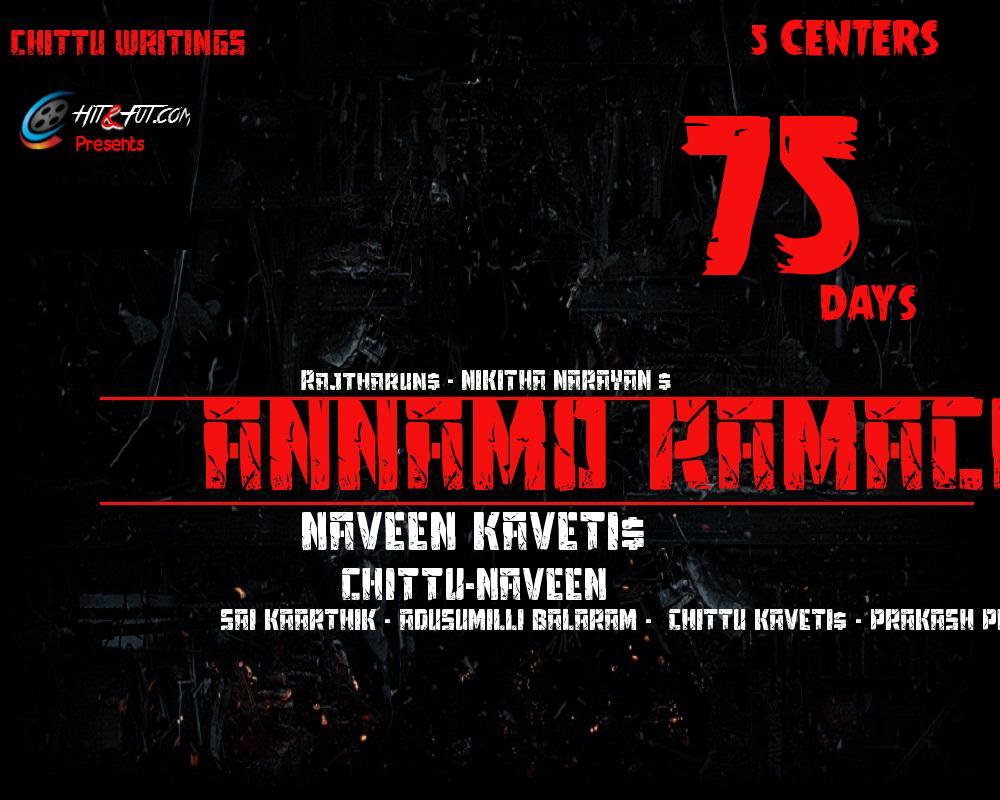 CHITTU WRITINGS
5 CENTERS
HIT&FUT.COM
Presents
75
DAYS
RAJTHARUN$ - NIKITHA NARAYAN $
ANNAMO RAMAC
NAVEEN KAVETI$
CHITTU-NAVEEN
SAI KAARTHIK - ADUSUMILLI BALARAM - CHITTU KAVETI$ - PRAKASH